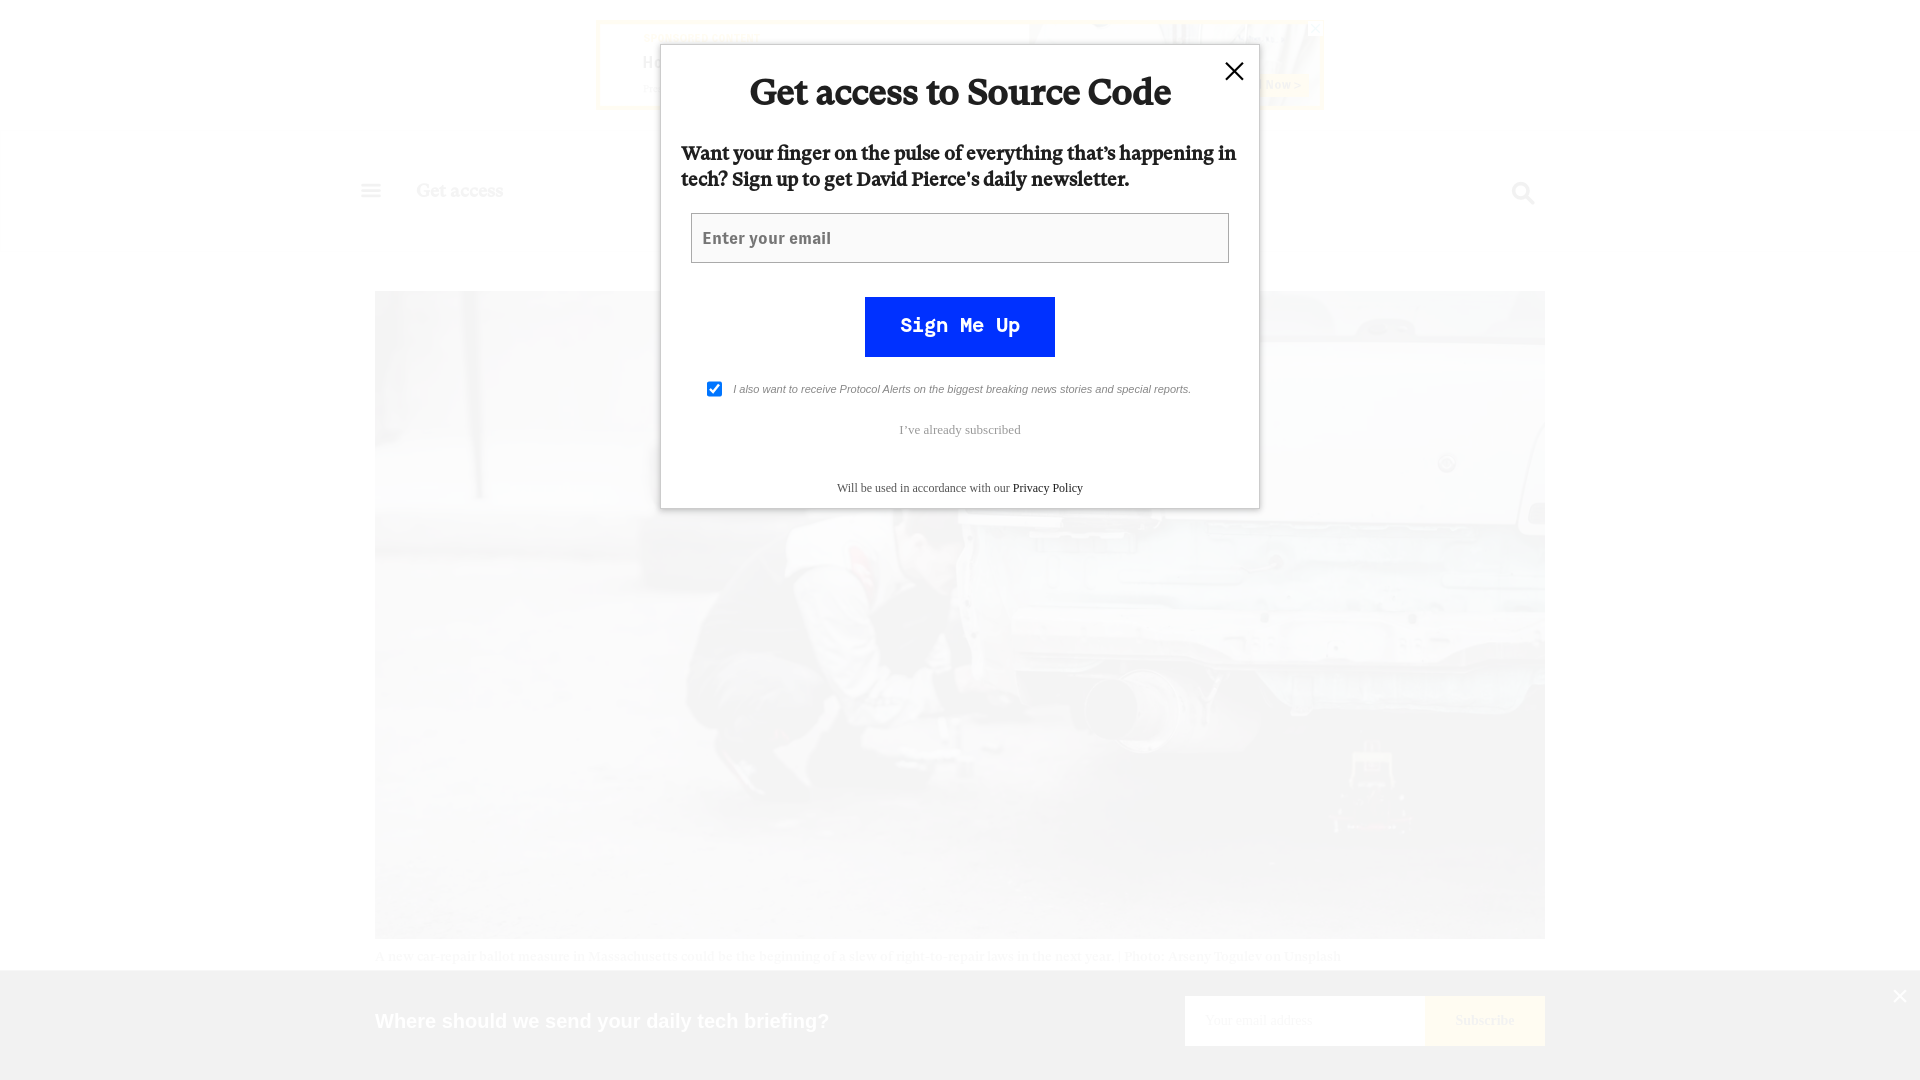 Get access to Source Code
Want your finger on the pulse of everything that’s happening in
tech? Sign up to get David Pierce's daily newsletter.
Enter your email
Sign Me Up
I also want to receive Protocol Alerts on the biggest breaking news stories and special reports.
I’ve already subscribed
Will be used in accordance with our Privacy Policy
Get access
Now >
A new car-repair ballot measure in Massachusetts could be the beginning of a slew of right-to-repair laws in the next year. | Photo:
Where should we send your daily tech briefing?
Your email address
Subscribe